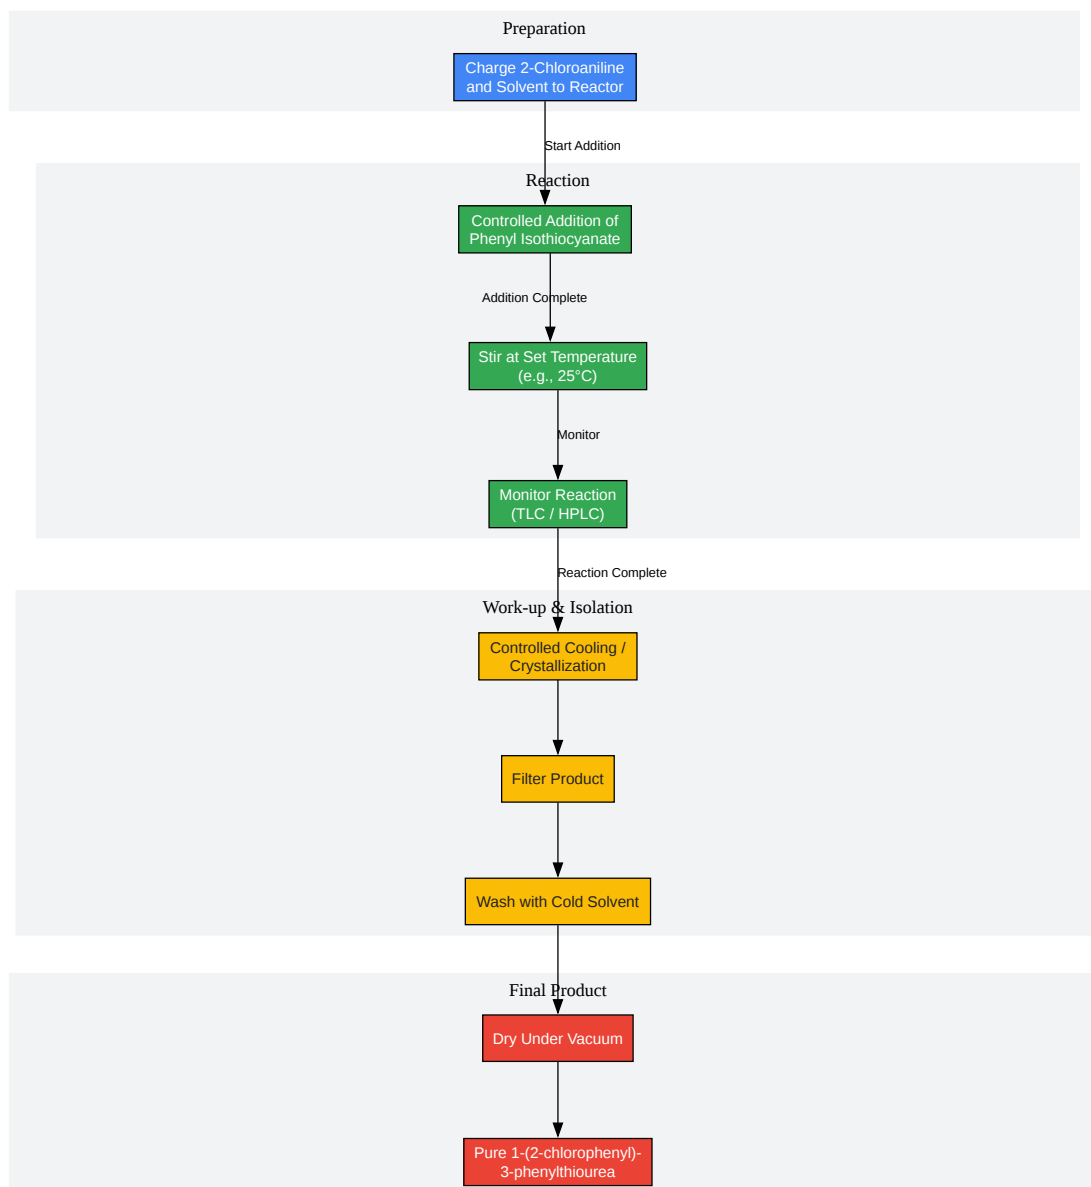 Preparation
Charge 2-Chloroaniline
and Solvent to Reactor
Start Addition
Reaction
Controlled Addition of
Phenyl Isothiocyanate
Addition Complete
Stir at Set Temperature
(e.g., 25°C)
Monitor
Monitor Reaction
(TLC / HPLC)
Reaction Complete
Work-up & Isolation
Controlled Cooling /
Crystallization
Filter Product
Wash with Cold Solvent
Final Product
Dry Under Vacuum
Pure 1-(2-chlorophenyl)-
3-phenylthiourea